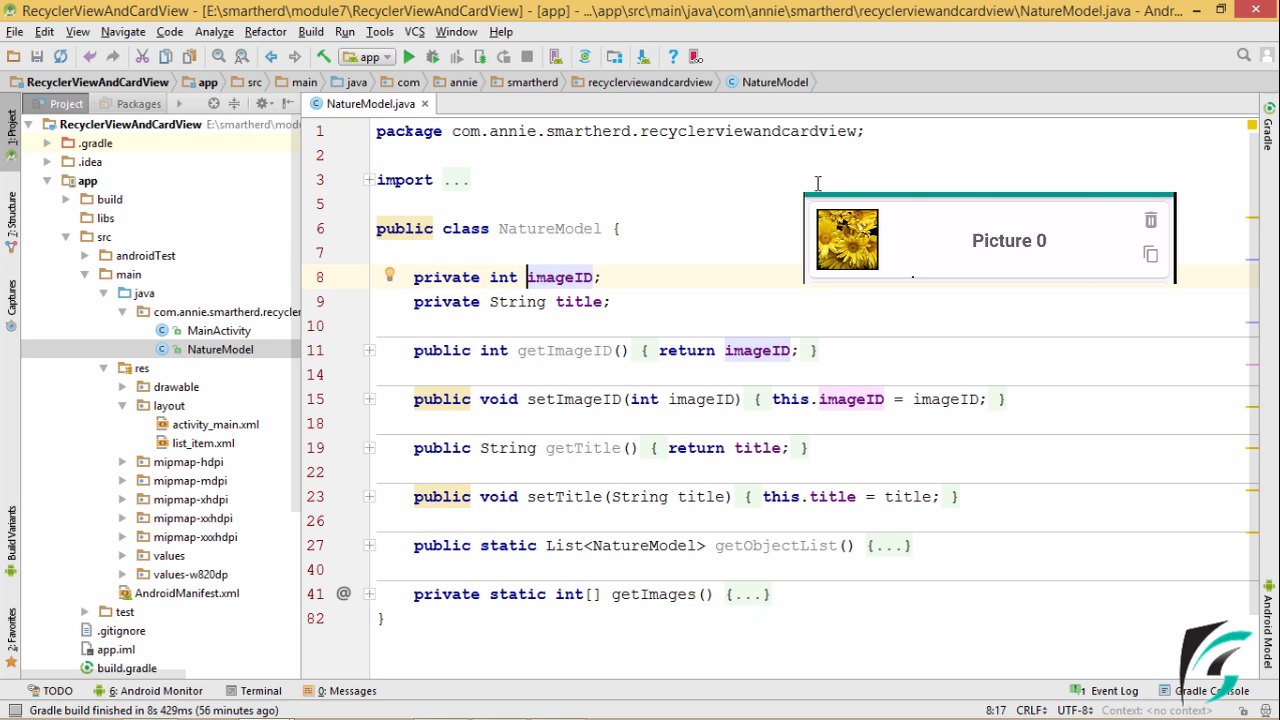 RecyclerViewAndCardView - [E:\smartherd\module7\RecyclerViewAndCardView] - [app] - ...\app\src\main\java\com\annie\smartherd\recyclerviewandcardview\NatureModel.java - Andr...
File Edit View Navigate Code Analyze Refactor Build Run Tools VCS Window Help
app
RecyclerViewAndCardView app src main java com annie smartherd recyclerviewandcardview NatureModel
Project Packages NatureModel.java
RecyclerViewAndCardView E:\smartherd\mod
.gradle
.idea
app
build
libs
src
androidTest
main
java
com.annie.smartherd.recycler
MainActivity
NatureModel
res
drawable
layout
activity_main.xml
list_item.xml
mipmap-hdpi
mipmap-mdpi
mipmap-xhdpi
mipmap-xxhdpi
mipmap-xxxhdpi
values
values-w820dp
AndroidManifest.xml
test
.gitignore
app.iml
build.gradle
1: Project
7: Structure
Captures
Build Variants
2: Favorites
1 package com.annie.smartherd.recyclerviewandcardview;
2
3 import ...
5
6 public class NatureModel {
7
8 private int imageID;
9 private String title;
10
11 public int getImageID() { return imageID; }
14
15 public void setImageID(int imageID) { this.imageID = imageID; }
18
19 public String getTitle() { return title; }
22
23 public void setTitle(String title) { this.title = title; }
26
27 public static List<NatureModel> getObjectList() {...}
40
41 @ private static int[] getImages() {...}
82 }
Picture 0
Gradle
Android Model
TODO 6: Android Monitor Terminal 0: Messages 1 Event Log Gradle Console
Gradle build finished in 8s 429ms (56 minutes ago) 8:17 CRLF UTF-8 Context: <no context>